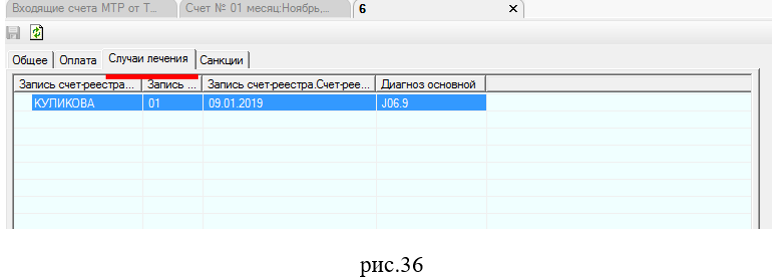 Входящие счета МТР от Т... Счет № 01 месяц:Ноябрь,... 6
Общее Оплата Случаи лечения Санкции
Запись счет-реестра... Запись ... Запись счет-реестра.Счет-рее... Диагноз основной
КУЛИКОВА 01 09.01.2019 J06.9
рис.36